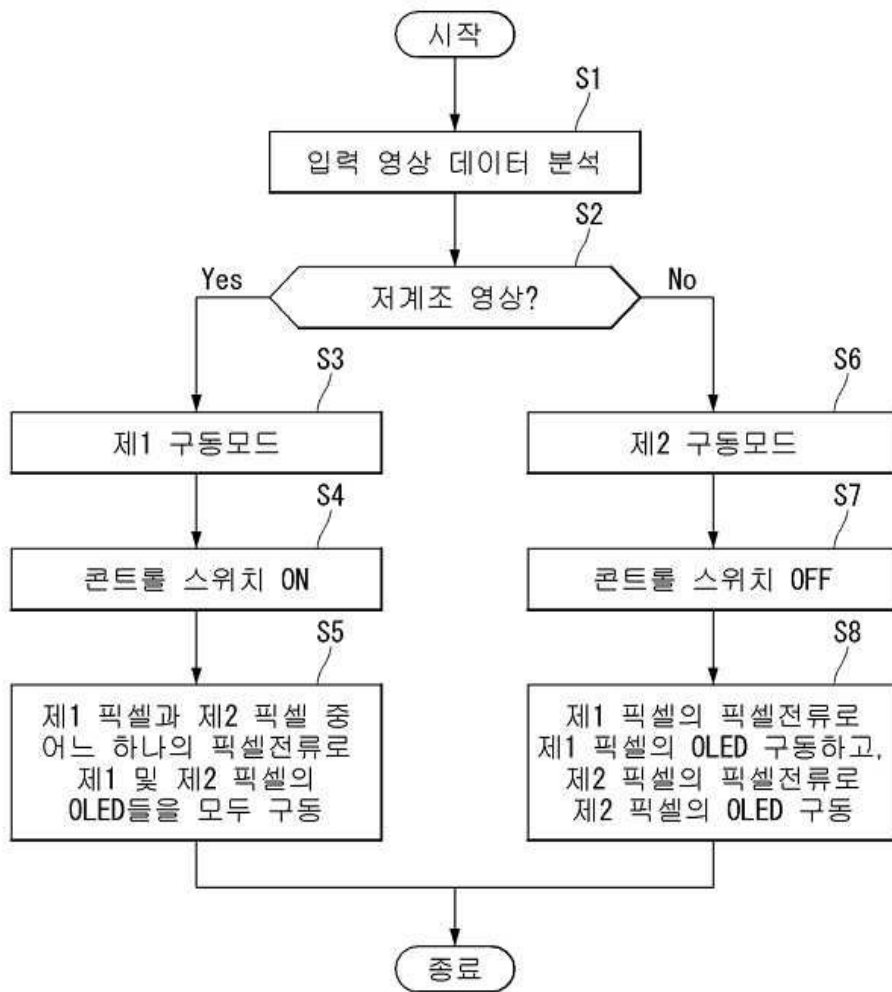 시작
S1
입력 영상 데이터 분석
S2
저계조 영상?
Yes
No
S3
제1 구동모드
S4
콘트롤 스위치 ON
S5
제1 픽셀과 제2 픽셀 중
어느 하나의 픽셀전류로
제1 및 제2 픽셀의
OLED들을 모두 구동
S6
제2 구동모드
S7
콘트롤 스위치 OFF
S8
제1 픽셀의 픽셀전류로
제1 픽셀의 OLED 구동하고,
제2 픽셀의 픽셀전류로
제2 픽셀의 OLED 구동
종료